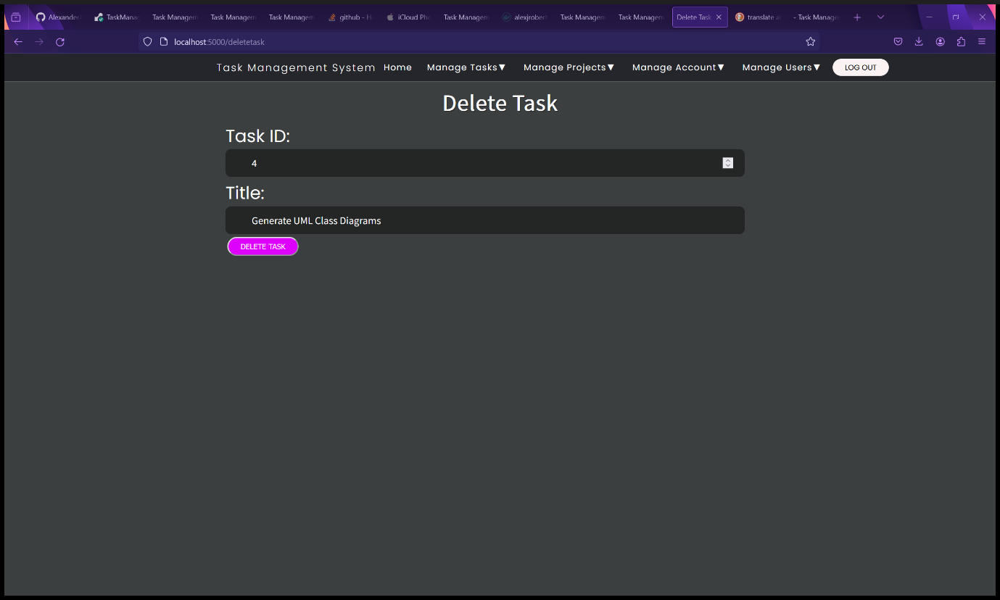 Alexander
TaskManag
Task Managem
Task Managem
Task Managem
github - H
iCloud Pho
Task Managem
alexjrobert
Task Managem
Task Managem
Delete Task
translate a
- Task Manage
localhost:5000/deletetask
Task Management System
Home
Manage Tasks▼
Manage Projects▼
Manage Account▼
Manage Users▼
LOG OUT
Delete Task
Task ID:
4
Title:
Generate UML Class Diagrams
DELETE TASK